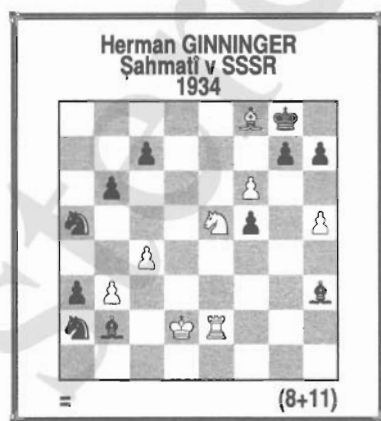 Herman GINNINGER
Şahmatî v SSSR
1934
= (8+11)